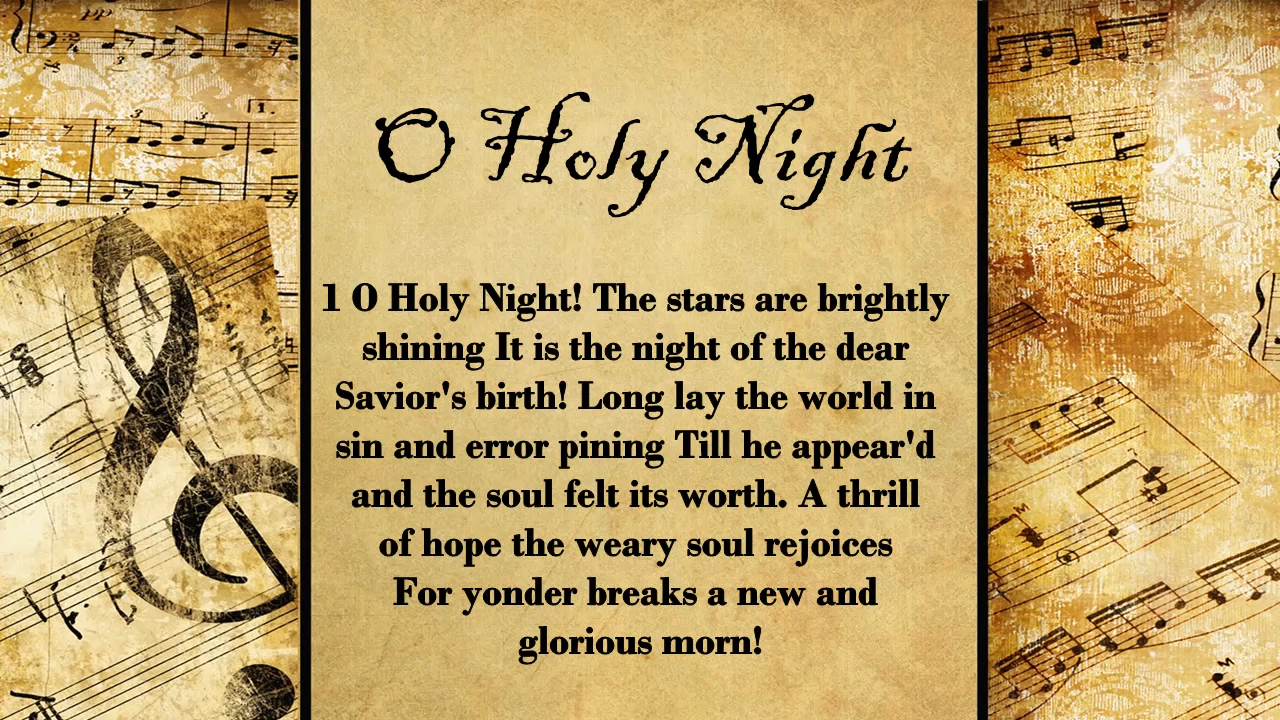 O Holy Night
1 O Holy Night! The stars are brightly
shining It is the night of the dear
Savior's birth! Long lay the world in
sin and error pining Till he appear'd
and the soul felt its worth. A thrill
of hope the weary soul rejoices
For yonder breaks a new and
glorious morn!